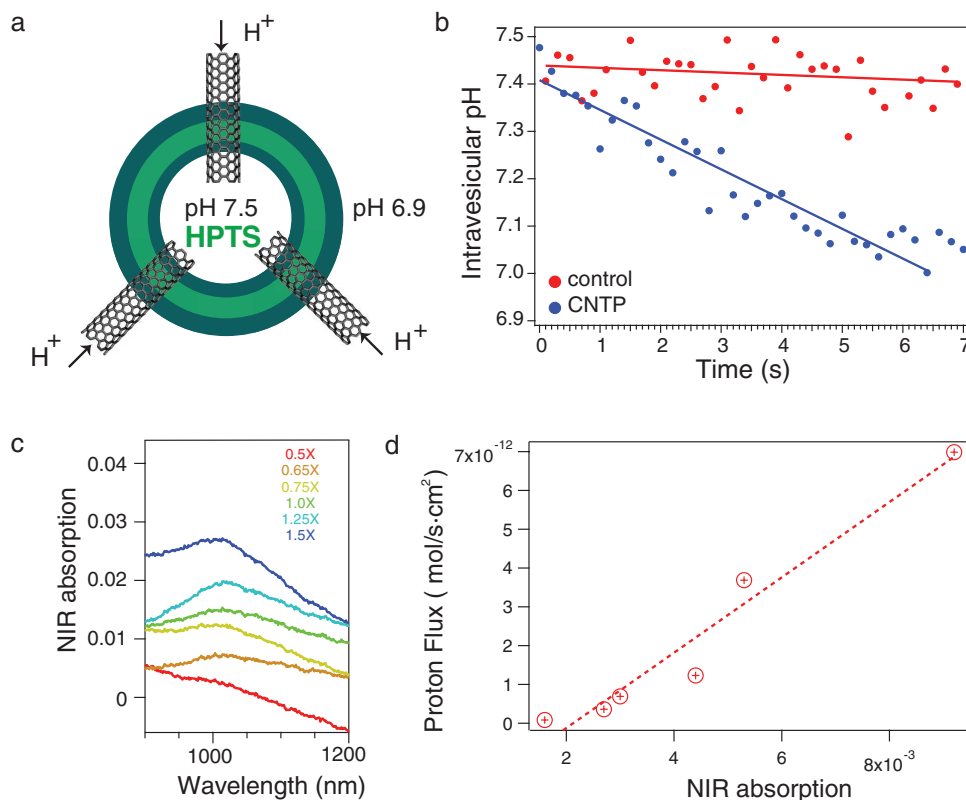 a
H+
pH 7.5
HPTS
pH 6.9
H+
H+
b
7.5
7.4
7.3
7.2
7.1
7.0
6.9
Intravesicular pH
control
CNTP
0 1 2 3 4 5 6 7
Time (s)
c
0.04
0.03
0.02
0.01
0
NIR absorption
0.5X
0.65X
0.75X
1.0X
1.25X
1.5X
1000 1200
Wavelength (nm)
d
7x10-12
6
4
3
2
1
0
Proton Flux ( mol/s·cm2)
2 4 6 8x10-3
NIR absorption